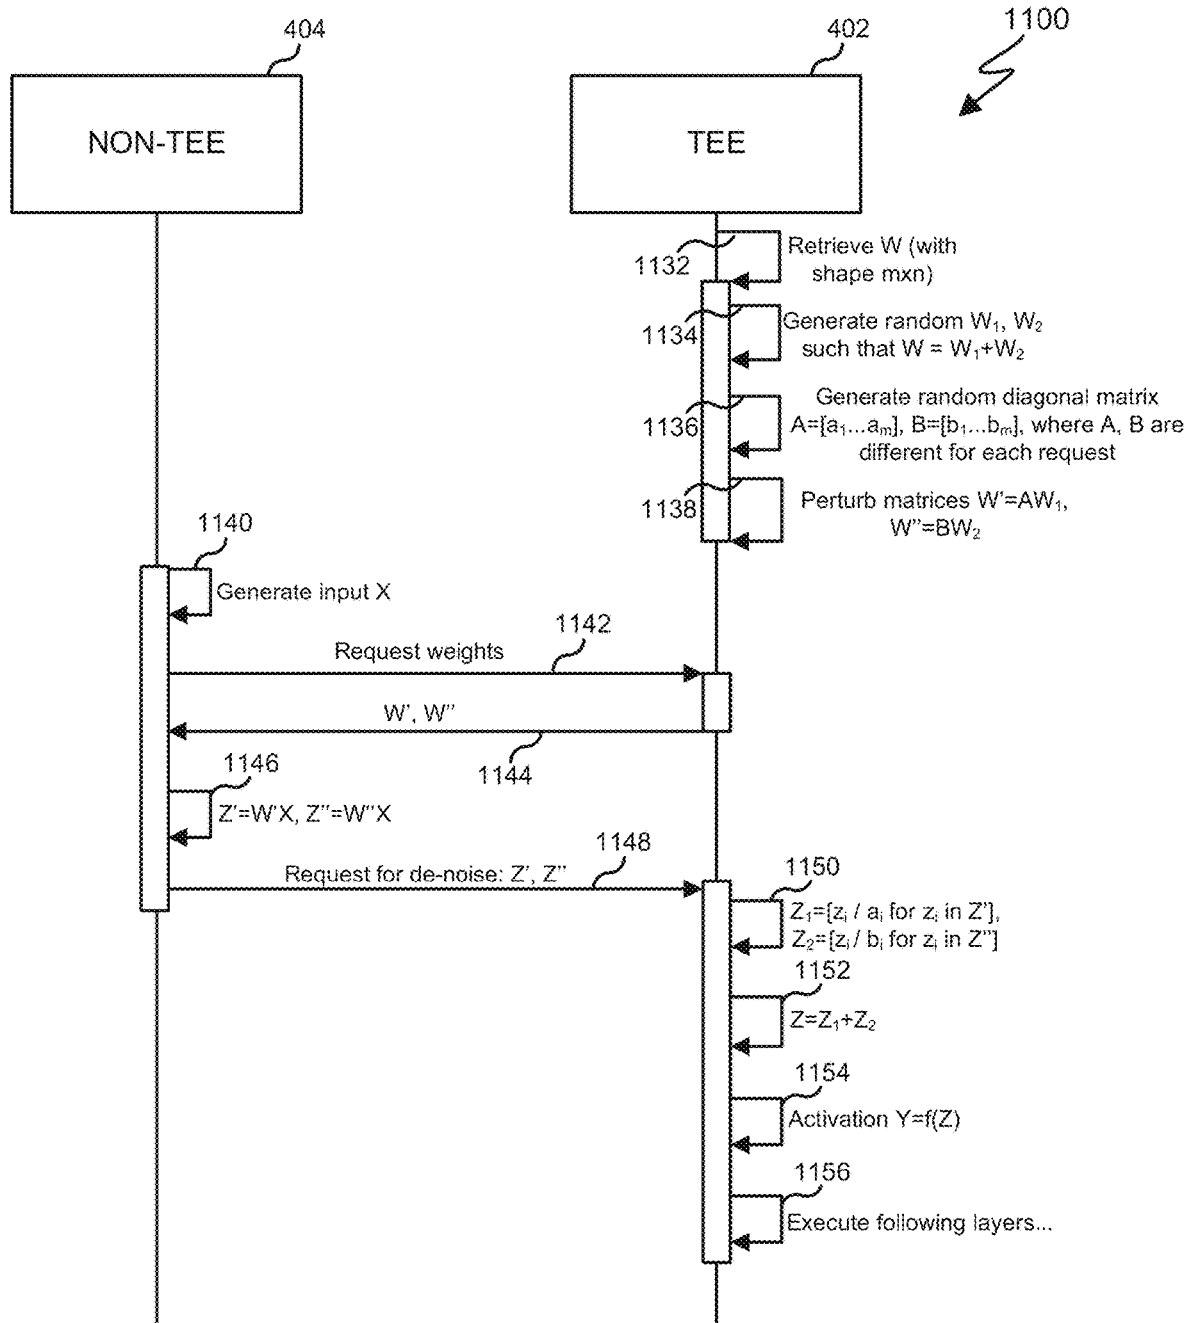 404
402
1100
NON-TEE
TEE
1132
Retrieve W (with
shape mxn)
1134
Generate random W₁, W₂
such that W = W₁+W₂
1136
Generate random diagonal matrix
A=[a₁...aₘ], B=[b₁...bₘ], where A, B are
different for each request
1138
Perturb matrices W'=AW₁,
W''=BW₂
1140
Generate input X
1142
Request weights
W', W''
1144
1146
Z'=W'X, Z''=W''X
1148
Request for de-noise: Z', Z''
1150
Z₁=[zᵢ / aᵢ for zᵢ in Z'],
Z₂=[zᵢ / bᵢ for zᵢ in Z'']
1152
Z=Z₁+Z₂
1154
Activation Y=f(Z)
1156
Execute following layers...